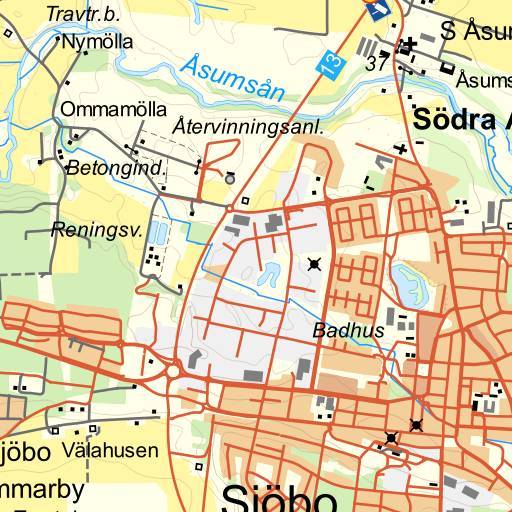 Travtr.b.
Nymölla
S Åsum
Åsumsån
13
37
Åsums
Ommamölla
Återvinningsanl.
Södra
Betongind.
Reningsv.
Badhus
jöbo
Välahusen
mmarby
Sjöbo